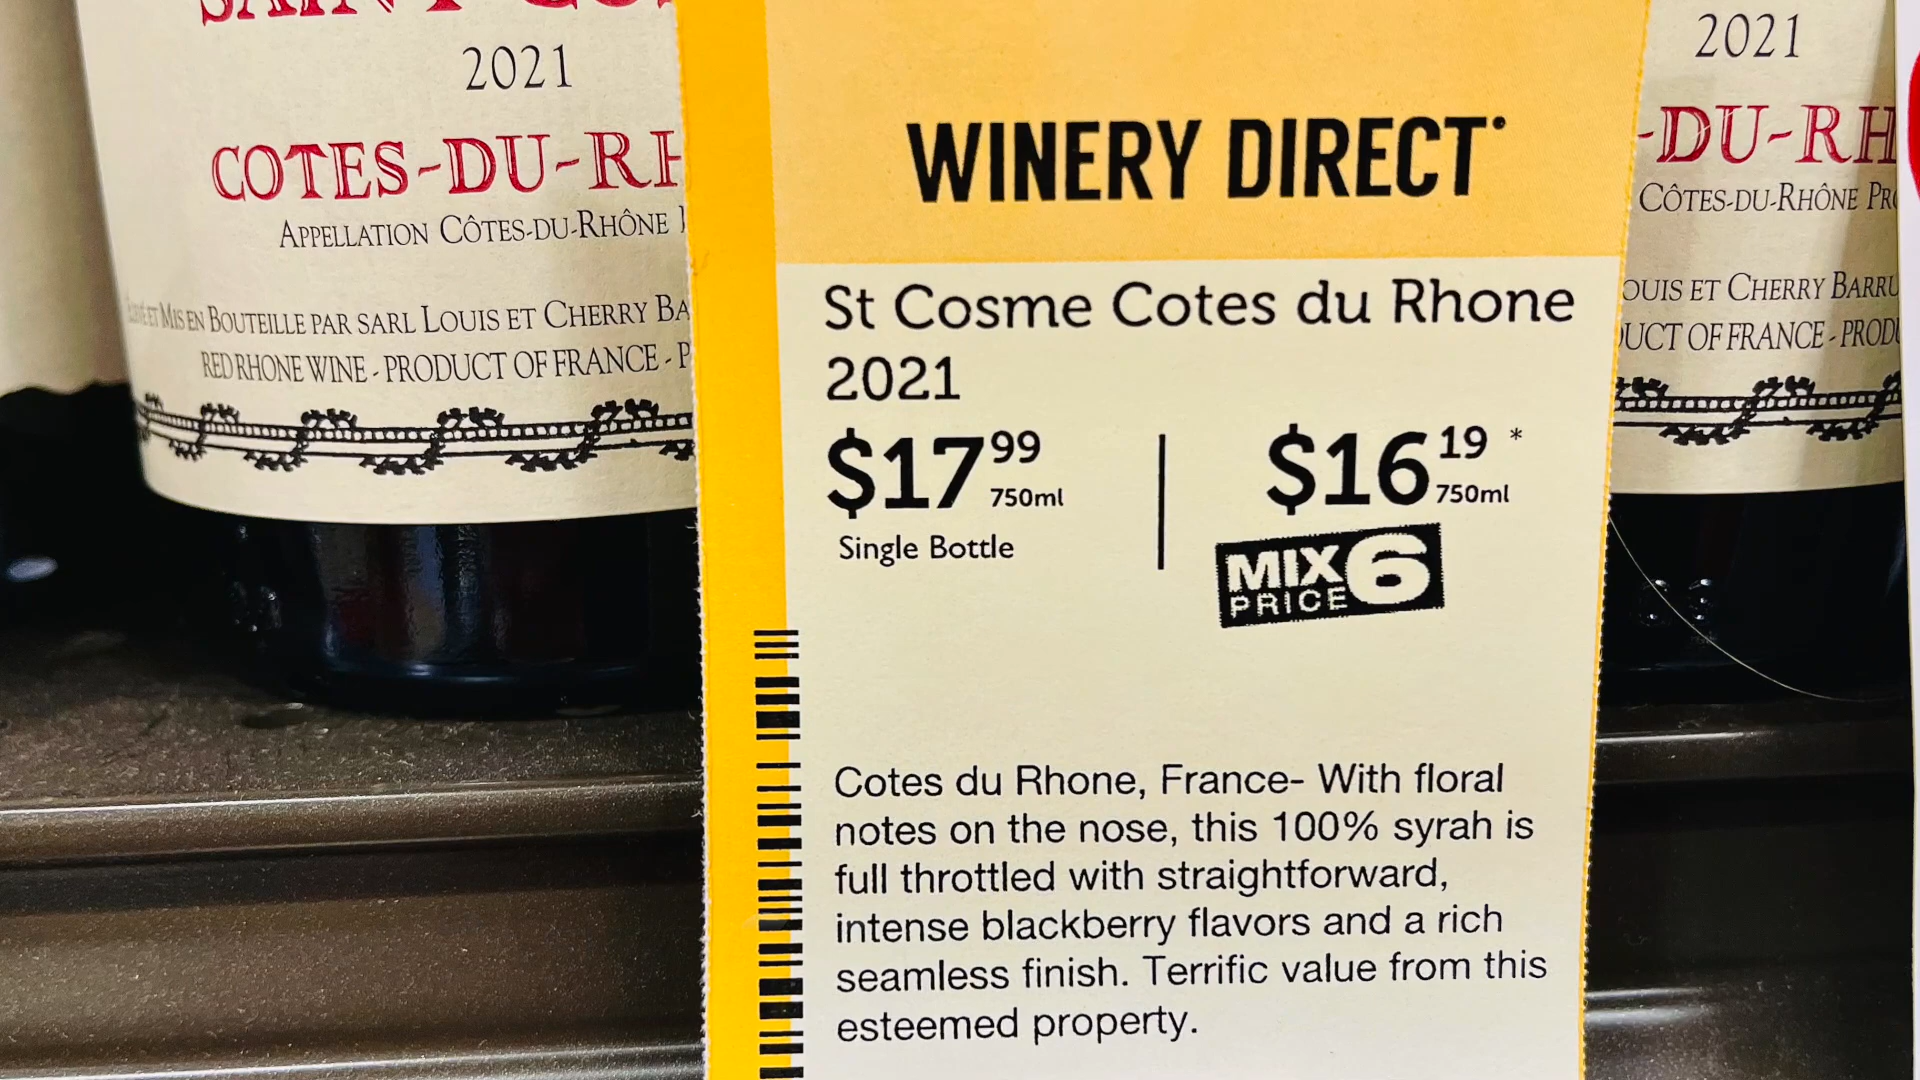 2021
COTES-DU-RH
APPELLATION CÔTES-DU-RHÔNE
MIS EN BOUTEILLE PAR SARL LOUIS ET CHERRY BA
RED RHONE WINE - PRODUCT OF FRANCE - P
WINERY DIRECT
St Cosme Cotes du Rhone
2021
$17 99
750ml
Single Bottle
$16 19 *
750ml
MIX 6
PRICE
Cotes du Rhone, France- With floral
notes on the nose, this 100% syrah is
full throttled with straightforward,
intense blackberry flavors and a rich
seamless finish. Terrific value from this
esteemed property.
2021
-DU-RH
CÔTES-DU-RHÔNE PR
OUIS ET CHERRY BARRU
UCT OF FRANCE - PRODU